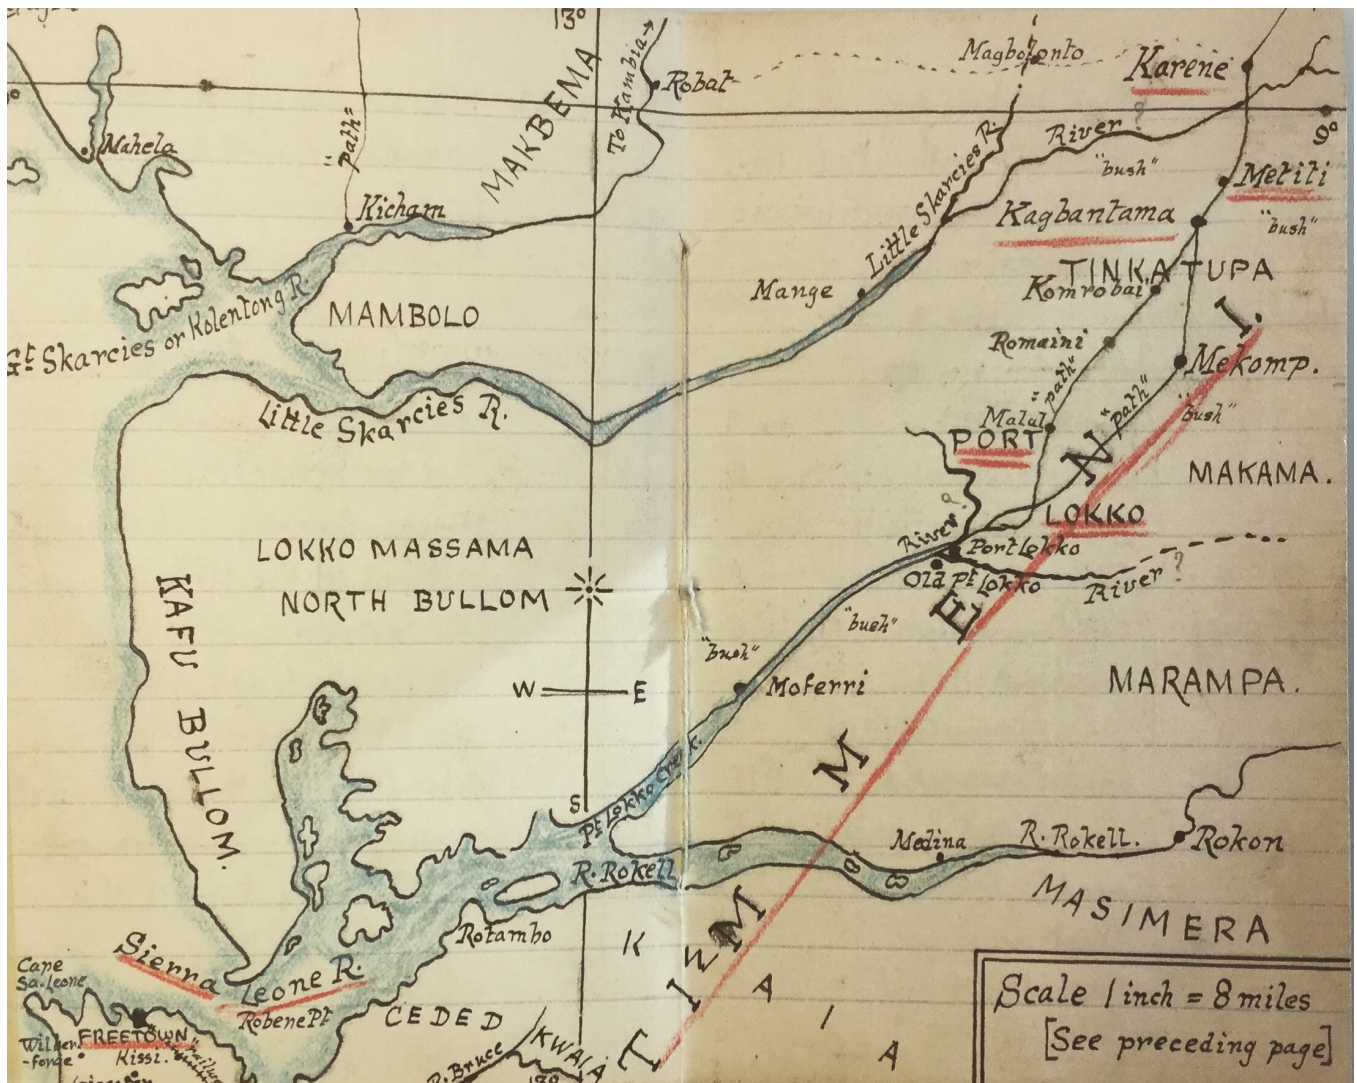 13°
To Kambia
Robat
Magbolonto
Karene
9°
Mahela
"path"
MAKBEMA
River ?
"bush"
Metiti
Kicham
Little Skarcies R.
Kagbantama
"bush"
TINKATUPA
Mange
Komrobai
Gt Skarcies or Kolentong R.
MAMBOLO
Romaini
Mekomp.
"path"
"path"
"bush"
Little Skarcies R.
Malal
PORT
MAKAMA.
LOKKO
LOKKO MASSAMA
River ?
Port Lokko
Old Pt Lokko
River ?
NORTH BULLOM
KAFU BULLOM.
"bush"
"bush"
W
E
Moferri
MARAMPA.
S
Pt Lokko Creek.
R. Rokell
Medina
R. Rokell.
Rokon
TIMMENI.
MASIMERA
Rotambo
Sierra Leone R.
Cape Sa. Leone
Robene Pt
CEDED
KWAIA
FREETOWN
Wilber-
-force
Kissi.
R. Bruce
KWAIA
Scale 1 inch = 8 miles
[See preceding page]